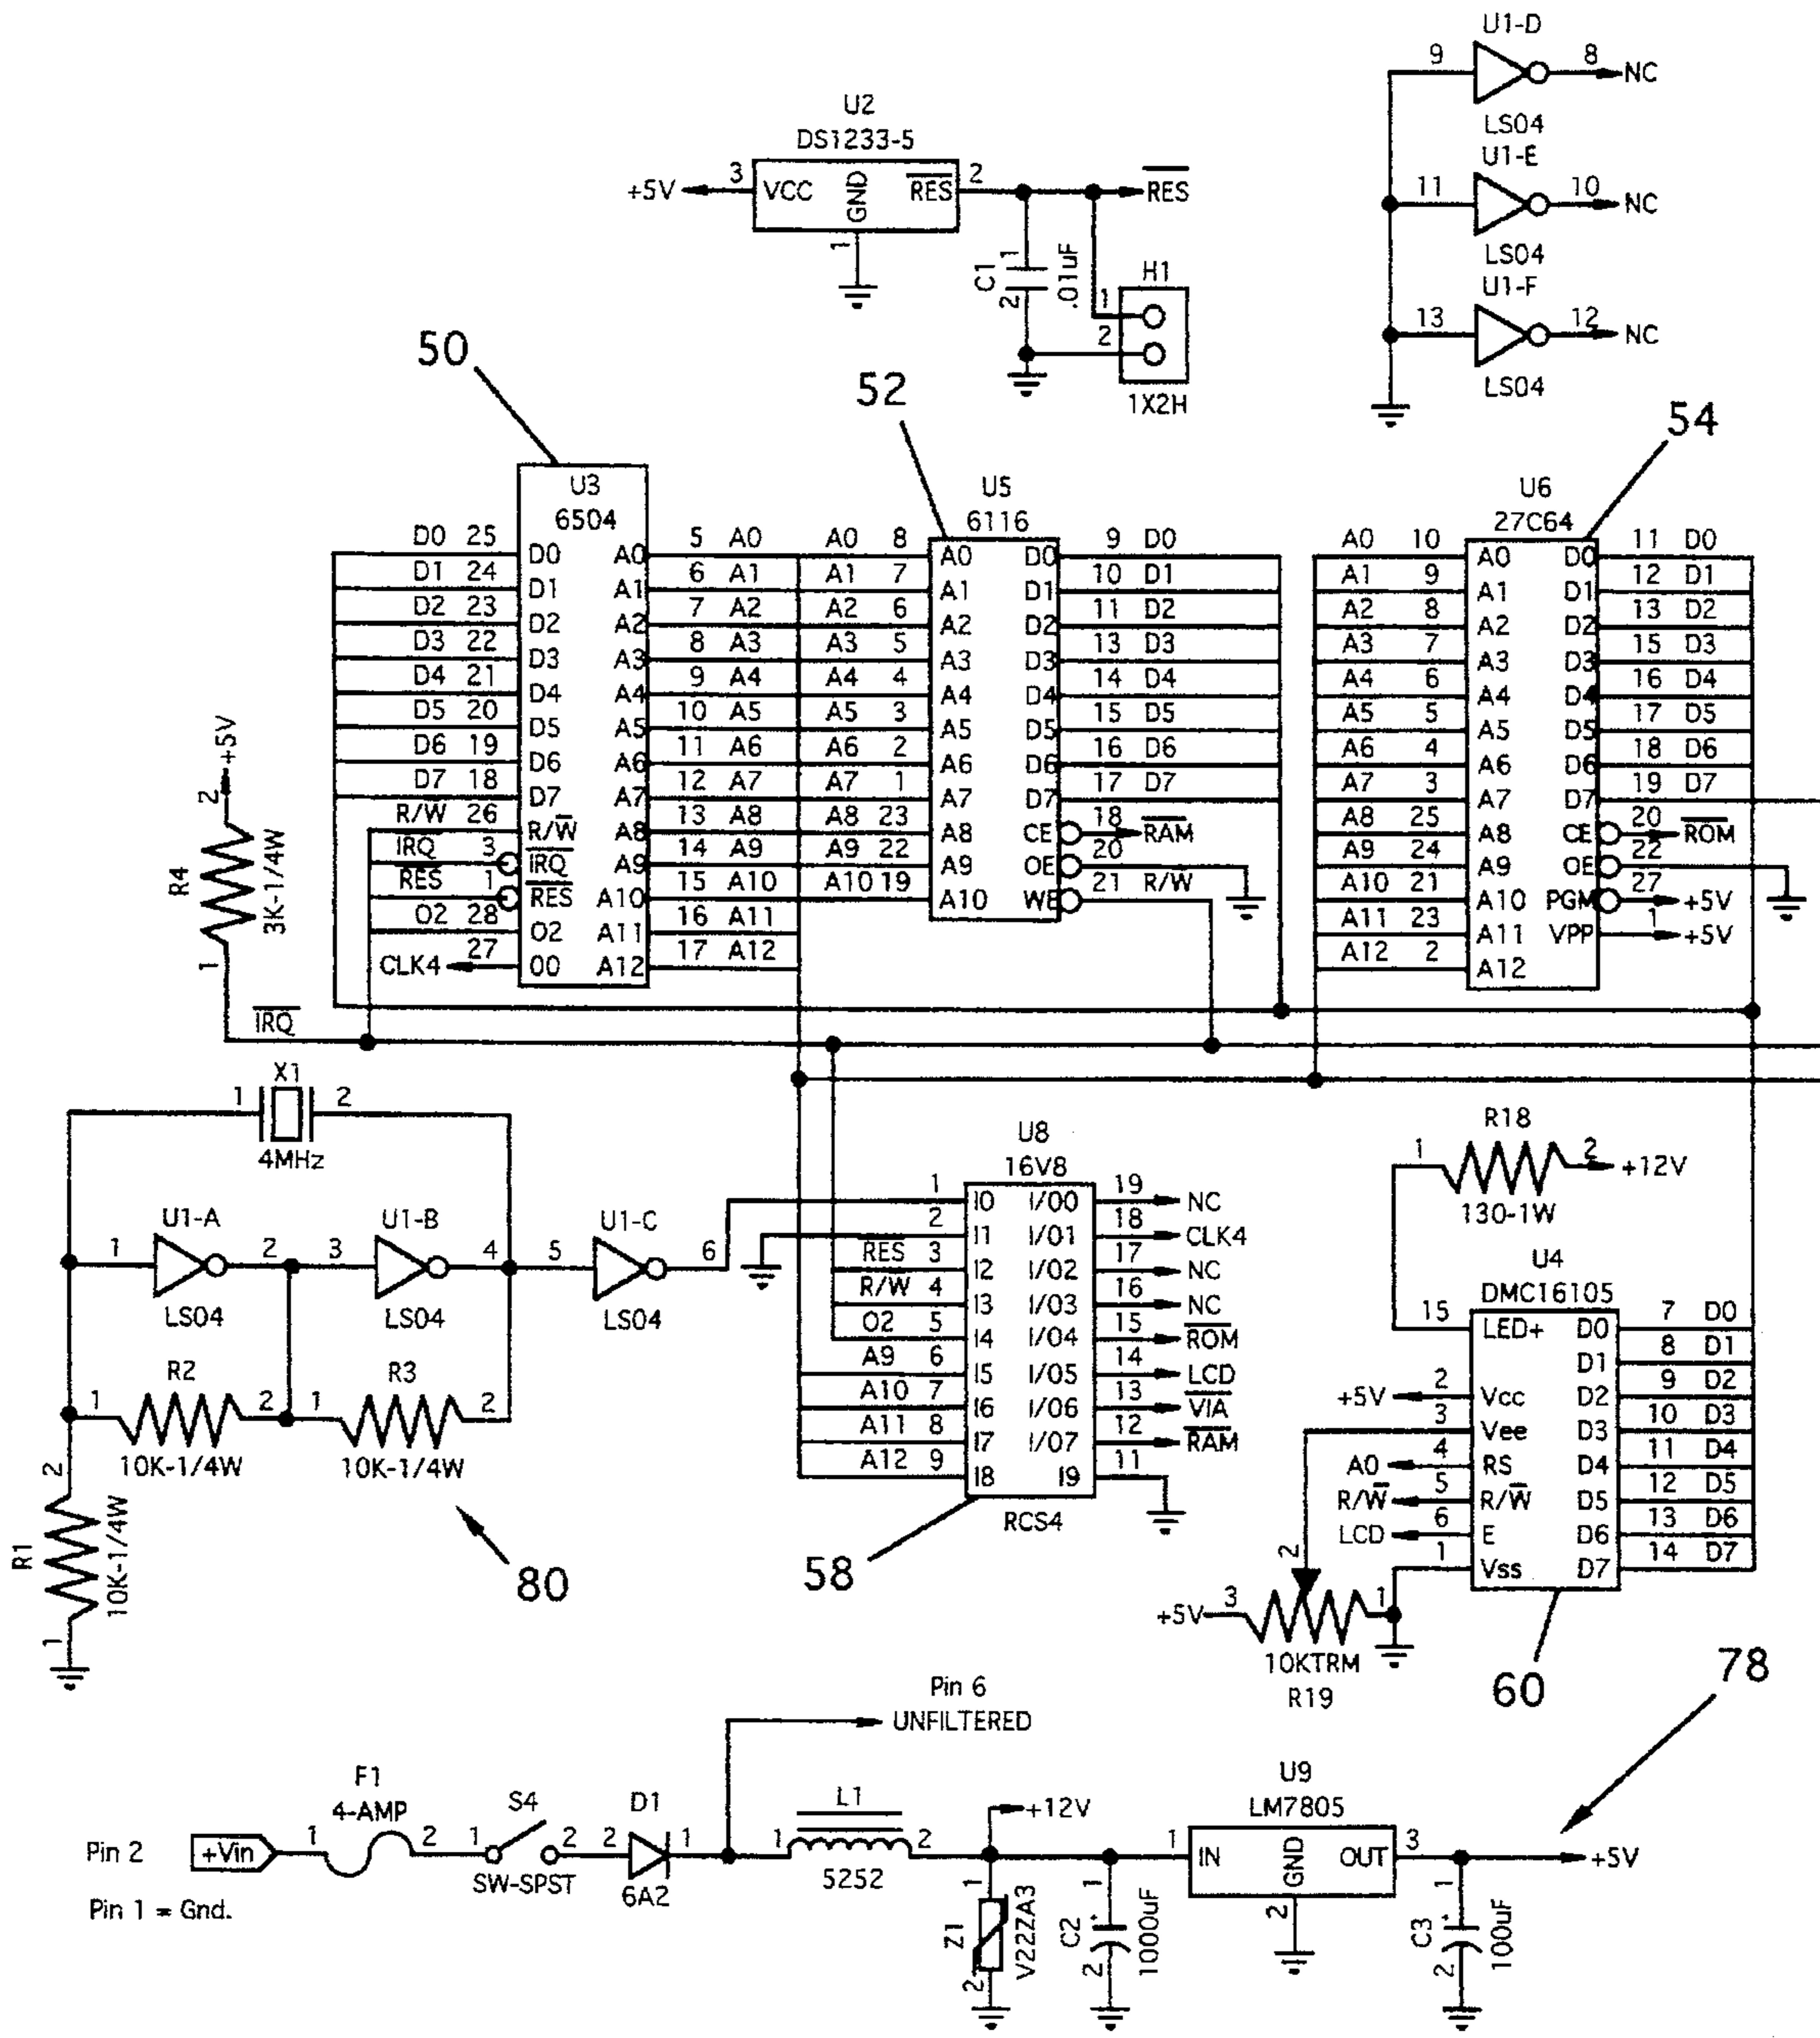 U1-D
9 8 NC
LS04
U1-E
11 10 NC
LS04
U1-F
13 12 NC
LS04
U2
DS1233-5
+5V 3 VCC GND RES 2 RES
1
C1 1 2 .01uF
H1
1
2
1X2H
50
52
54
U3
6504
D0 25 D0 A0 5 A0
D1 24 D1 A1 6 A1
D2 23 D2 A2 7 A2
D3 22 D3 A3 8 A3
D4 21 D4 A4 9 A4
D5 20 D5 A5 10 A5
D6 19 D6 A6 11 A6
D7 18 D7 A7 12 A7
R/W 26 R/W A8 13 A8
IRQ 3 IRQ A9 14 A9
RES 1 RES A10 15 A10
O2 28 O2 A11 16 A11
CLK4 27 O0 A12 17 A12
U5
6116
A0 8 A0 D0 9 D0
A1 7 A1 D1 10 D1
A2 6 A2 D2 11 D2
A3 5 A3 D3 13 D3
A4 4 A4 D4 14 D4
A5 3 A5 D5 15 D5
A6 2 A6 D6 16 D6
A7 1 A7 D7 17 D7
A8 23 A8 CE 18 RAM
A9 22 A9 OE 20
A10 19 A10 WE 21 R/W
U6
27C64
A0 10 A0 D0 11 D0
A1 9 A1 D1 12 D1
A2 8 A2 D2 13 D2
A3 7 A3 D3 15 D3
A4 6 A4 D4 16 D4
A5 5 A5 D5 17 D5
A6 4 A6 D6 18 D6
A7 3 A7 D7 19 D7
A8 25 A8 CE 20 ROM
A9 24 A9 OE 22
A10 21 A10 PGM 27 +5V
A11 23 A11 VPP 1 +5V
A12 2 A12
+5V
2
R4 3K-1/4W
1
IRQ
X1
1 2
4MHz
U1-A
1 2
LS04
U1-B
3 4
LS04
U1-C
5 6
LS04
R2
1 2
10K-1/4W
R3
1 2
10K-1/4W
2
R1 10K-1/4W
1
80
U8
16V8
1 I0 I/O0 19 NC
2 I1 I/O1 18 CLK4
RES 3 I2 I/O2 17 NC
R/W 4 I3 I/O3 16 NC
O2 5 I4 I/O4 15 ROM
A9 6 I5 I/O5 14 LCD
A10 7 I6 I/O6 13 VIA
A11 8 I7 I/O7 12 RAM
A12 9 I8 I9 11
RCS4
58
R18
1 2 +12V
130-1W
U4
DMC16105
15 LED+ D0 7 D0
D1 8 D1
+5V 2 Vcc D2 9 D2
3 Vee D3 10 D3
A0 4 RS D4 11 D4
R/W 5 R/W D5 12 D5
LCD 6 E D6 13 D6
1 Vss D7 14 D7
2
+5V 3 1
10KTRM
R19
60
78
Pin 6
UNFILTERED
Pin 2 +Vin
Pin 1 = Gnd.
F1
4-AMP
1 2
S4
1 2
SW-SPST
D1
2 1
6A2
L1
1 2
5252
+12V
1
Z1 V22ZA3
2
1
C2 1000uF
2
U9
LM7805
1 IN GND OUT 3 +5V
2
1
C3 100uF
2